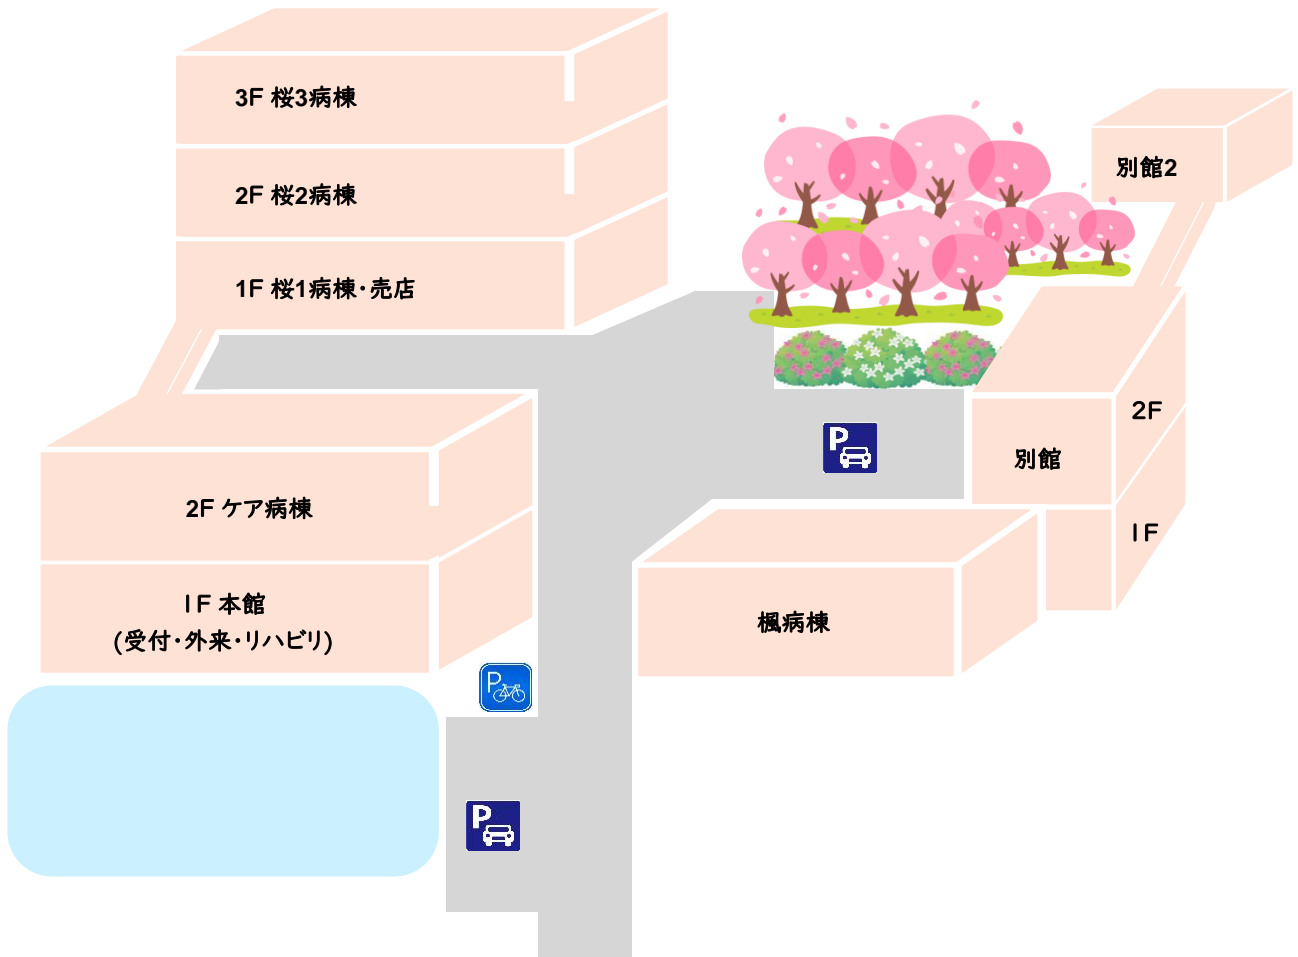 3F 桜3病棟
2F 桜2病棟
1F 桜1病棟・売店
別館2
2F
別館
1F
P
2F ケア病棟
1F 本館
(受付・外来・リハビリ)
楓病棟
P
P